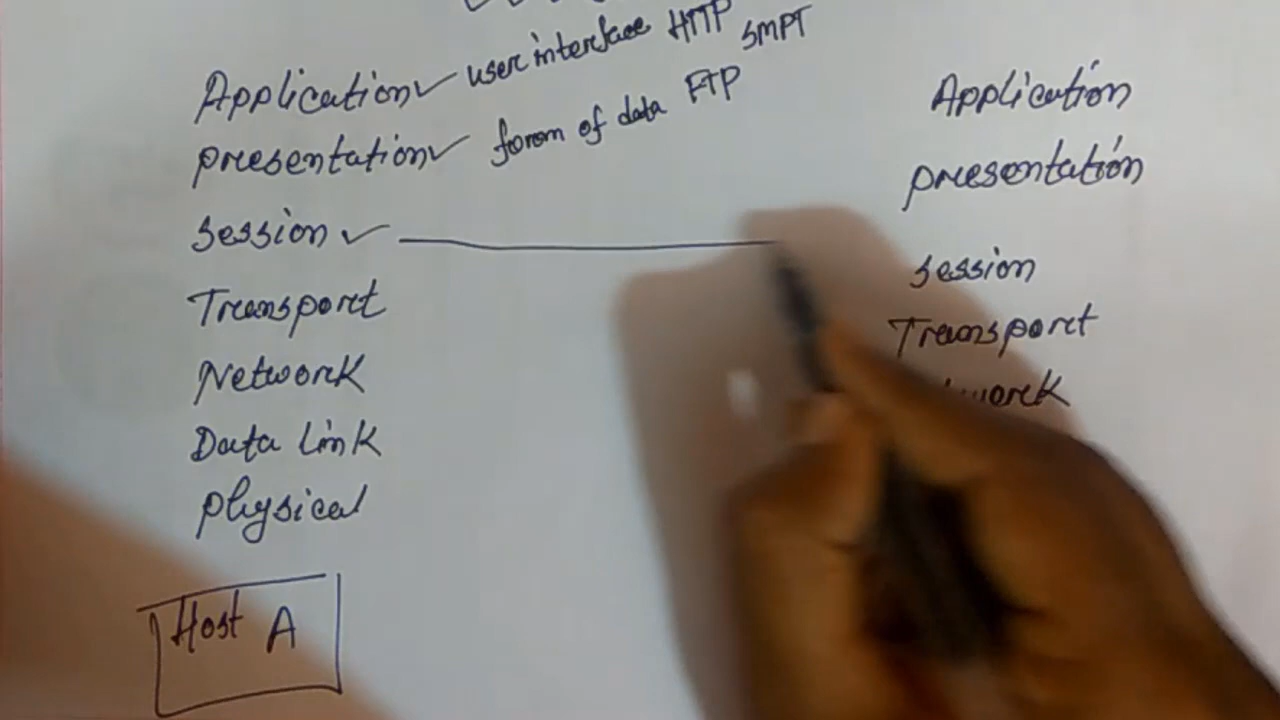 Application ✓ user interface HTTP SMPT
presentation ✓ form of data FTP
session ✓
Transport
Network
Data Link
physical
Host A
Application
presentation
session
Transport